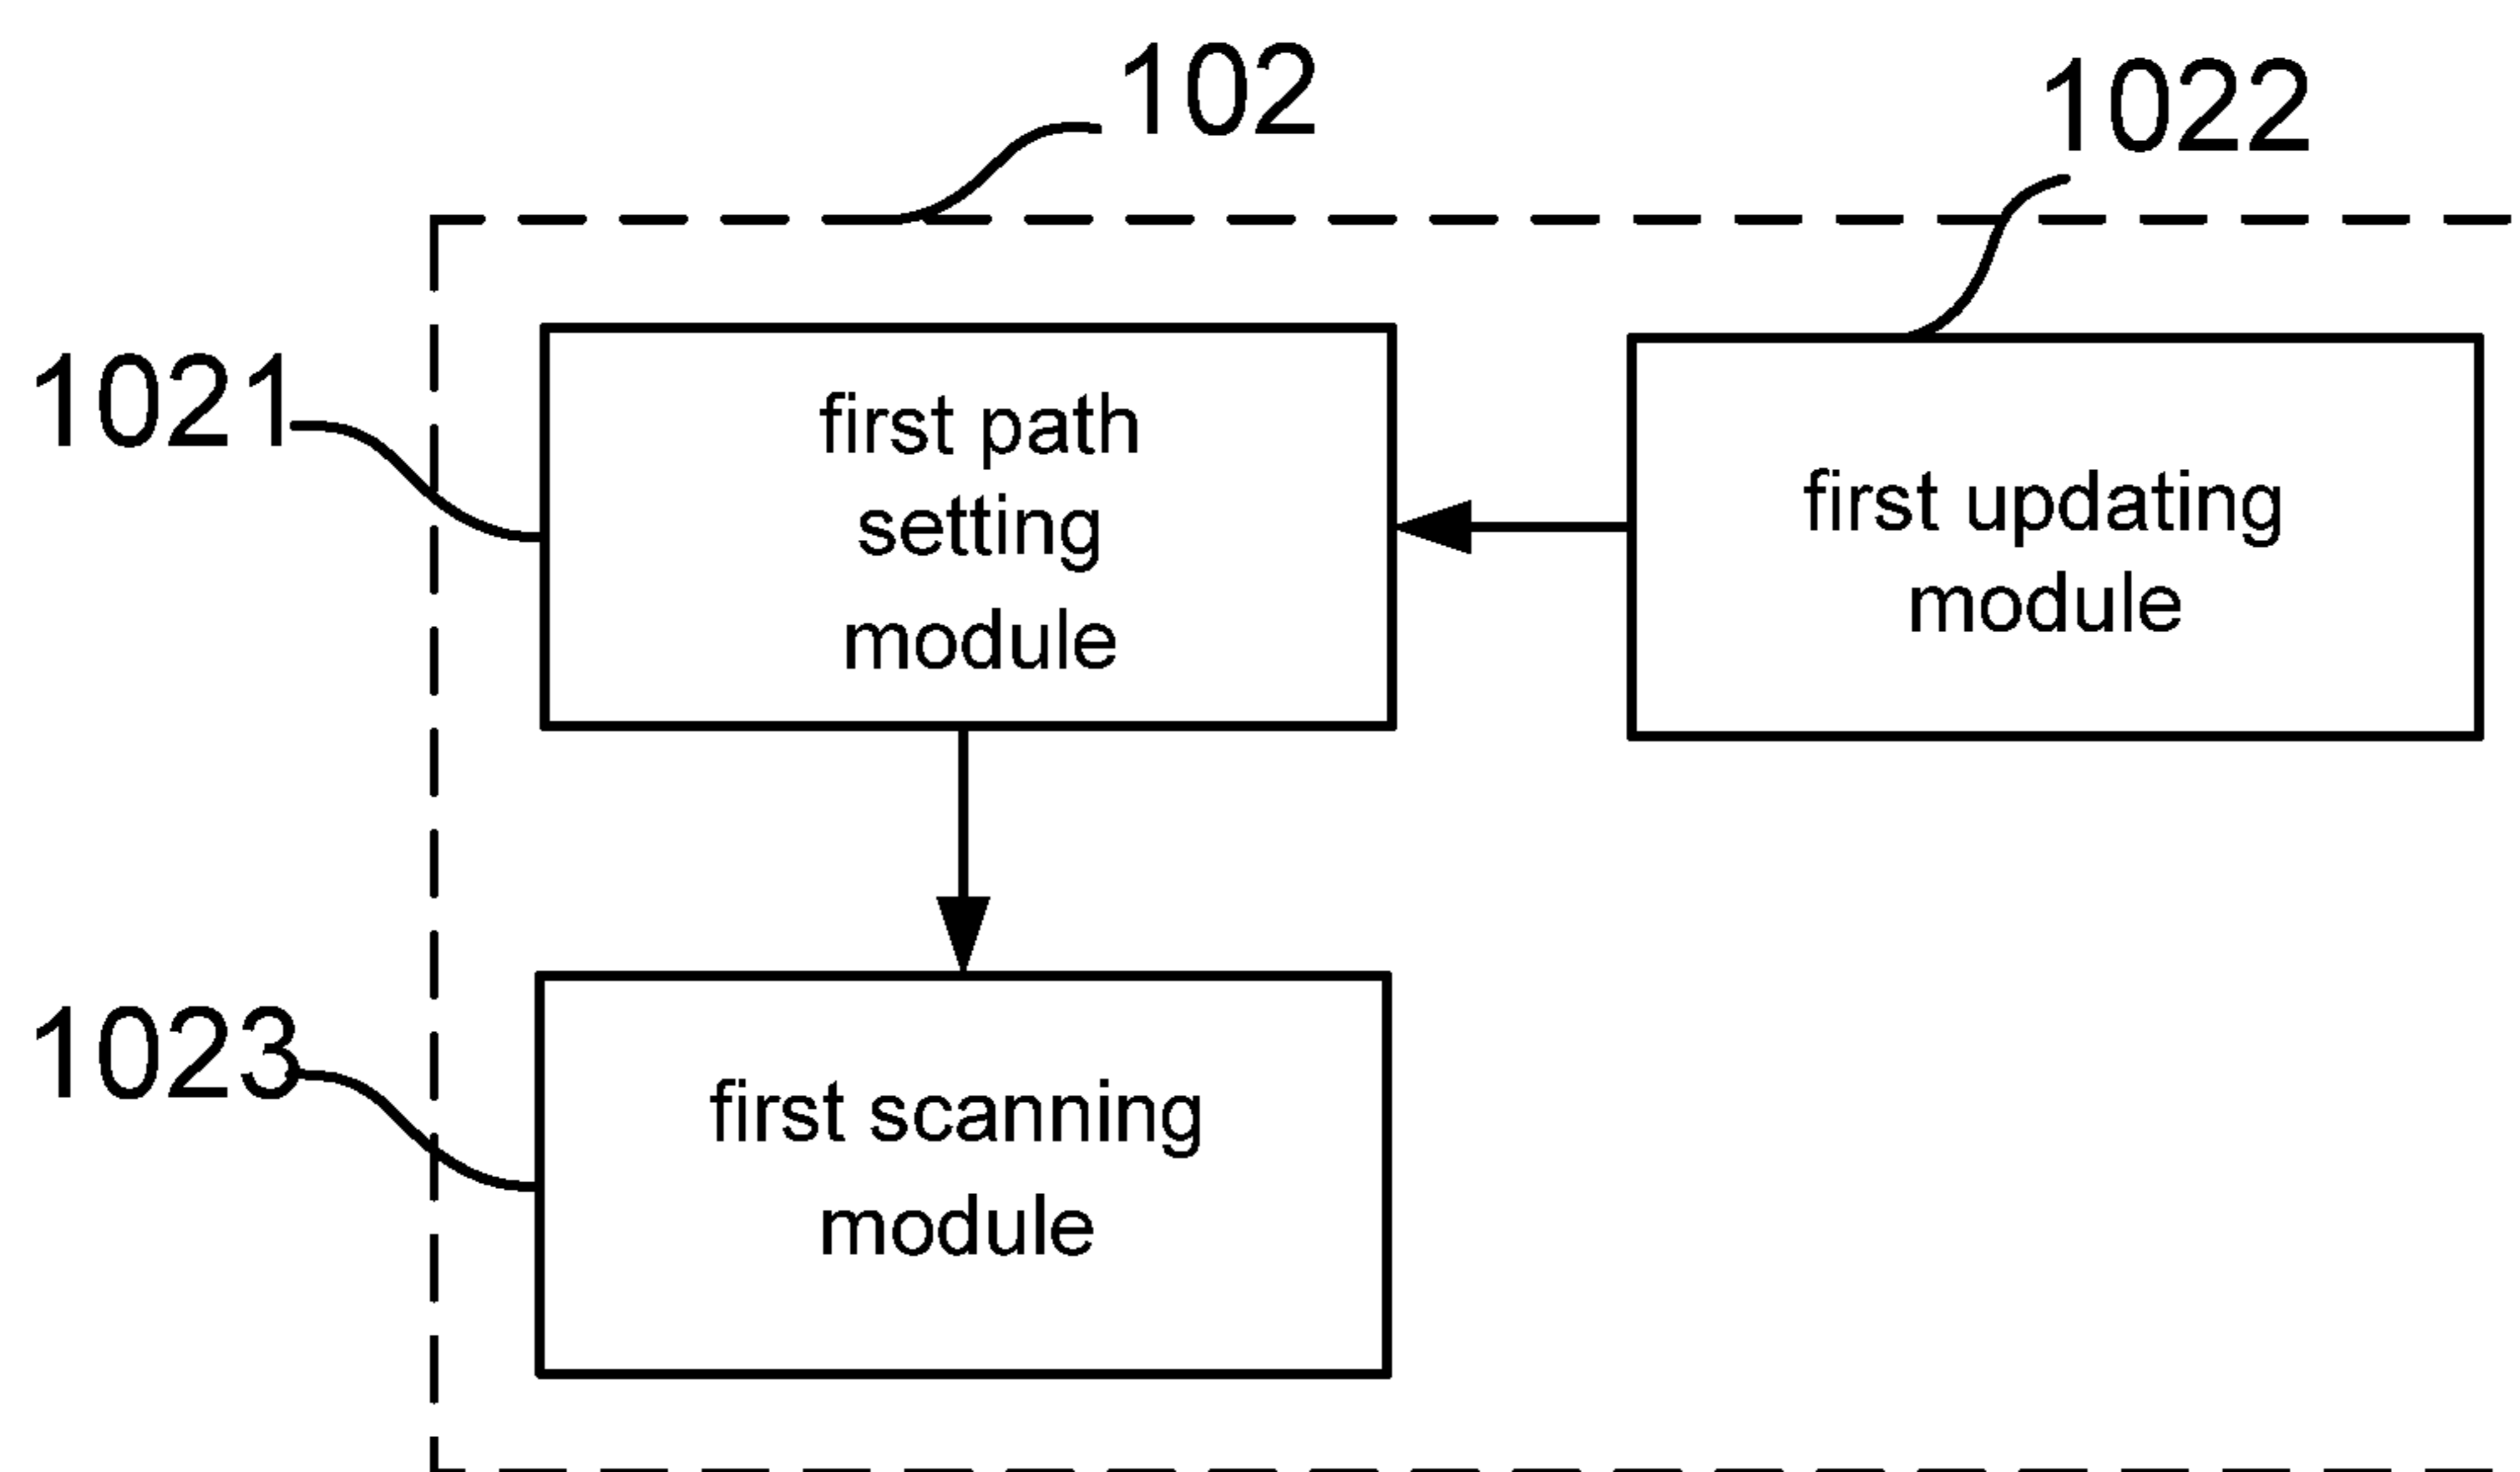 102
1022
1021
first path
setting
module
first updating
module
1023
first scanning
module